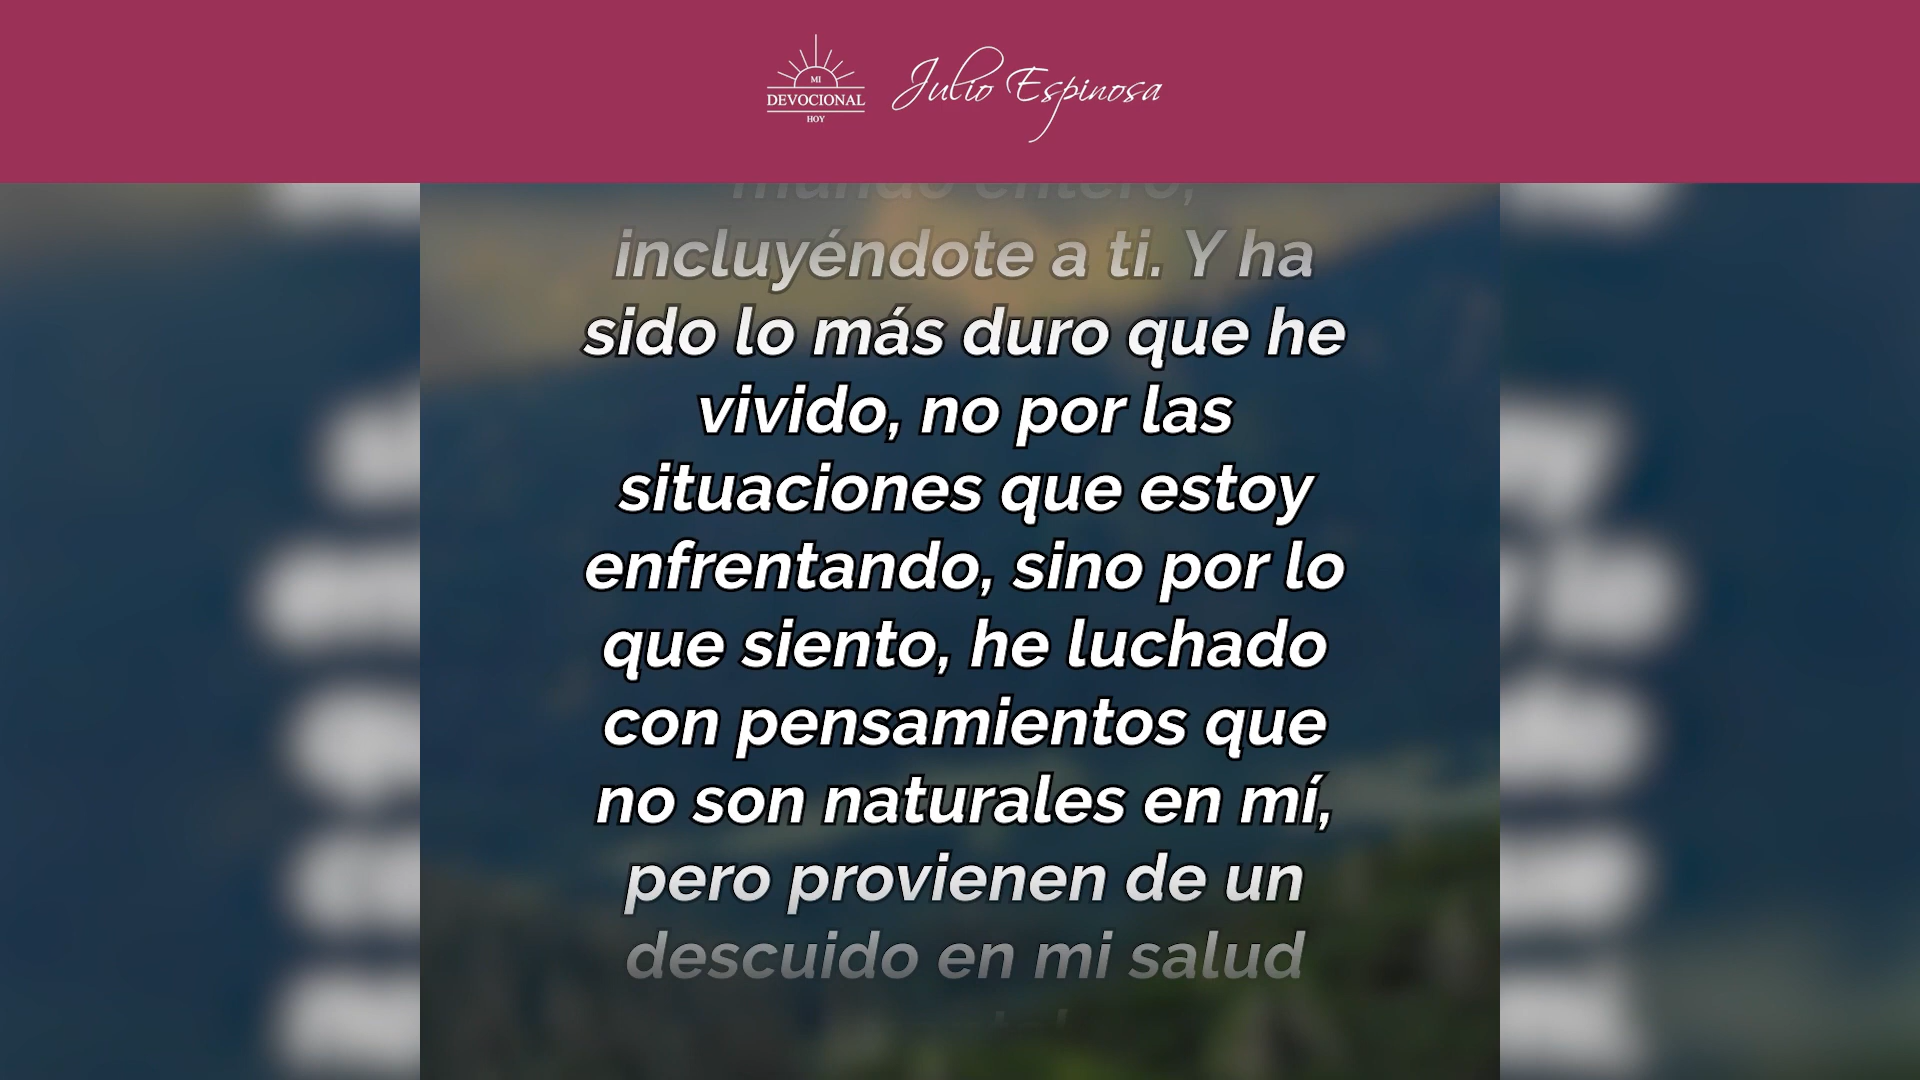 MI
DEVOCIONAL
HOY
Julio Espinosa
mundo entero,
incluyéndote a ti. Y ha
sido lo más duro que he
vivido, no por las
situaciones que estoy
enfrentando, sino por lo
que siento, he luchado
con pensamientos que
no son naturales en mí,
pero provienen de un
descuido en mi salud